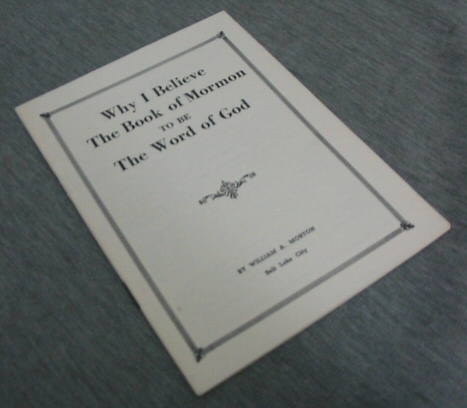 Why I Believe
The Book of Mormon
TO BE
The Word of God
BY WILLIAM A. MORTON
Salt Lake City